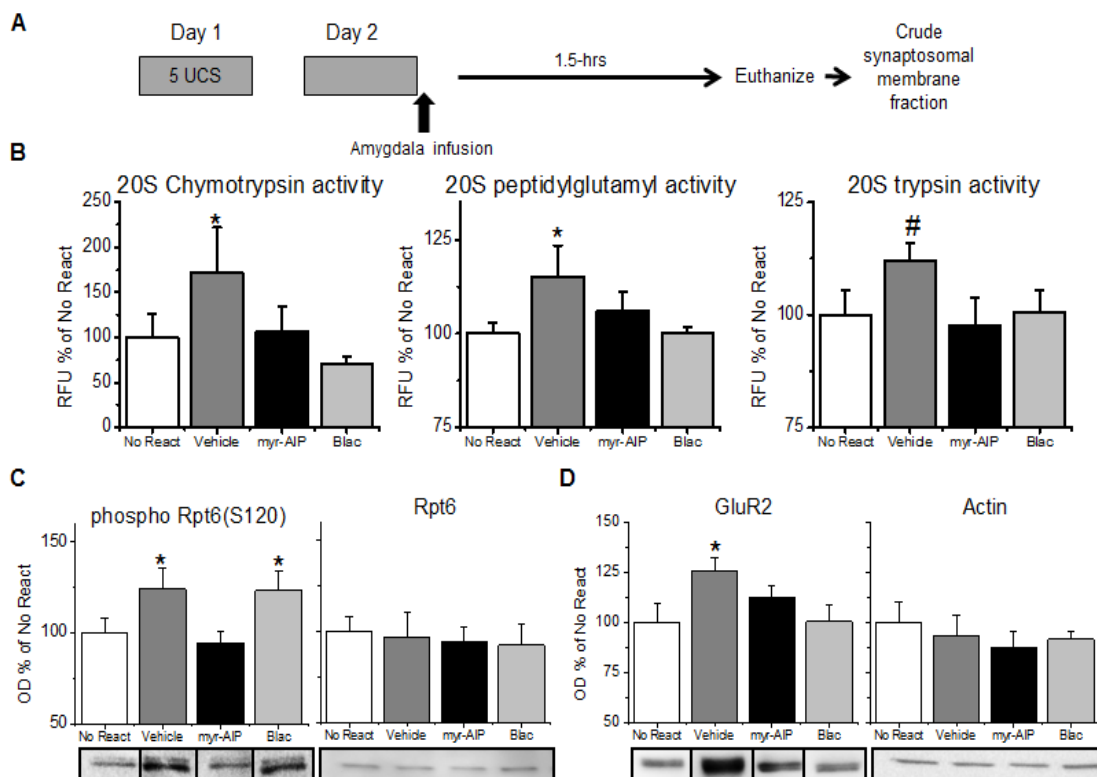 A
Day 1
Day 2
5 UCS
1.5-hrs
Euthanize
Crude
synaptosomal
membrane
fraction
Amygdala infusion
B
20S Chymotrypsin activity
RFU % of No React
250
200
150
100
50
0
*
No React Vehicle myr-AIP Blac
20S peptidylglutamyl activity
RFU % of No React
125
100
75
*
No React Vehicle myr-AIP Blac
20S trypsin activity
RFU % of No React
125
100
75
#
No React Vehicle myr-AIP Blac
C
phospho Rpt6(S120)
OD % of No React
150
100
50
* *
No React Vehicle myr-AIP Blac
Rpt6
No React Vehicle myr-AIP Blac
D
GluR2
OD % of No React
150
125
100
75
50
*
No React Vehicle myr-AIP Blac
Actin
No React Vehicle myr-AIP Blac